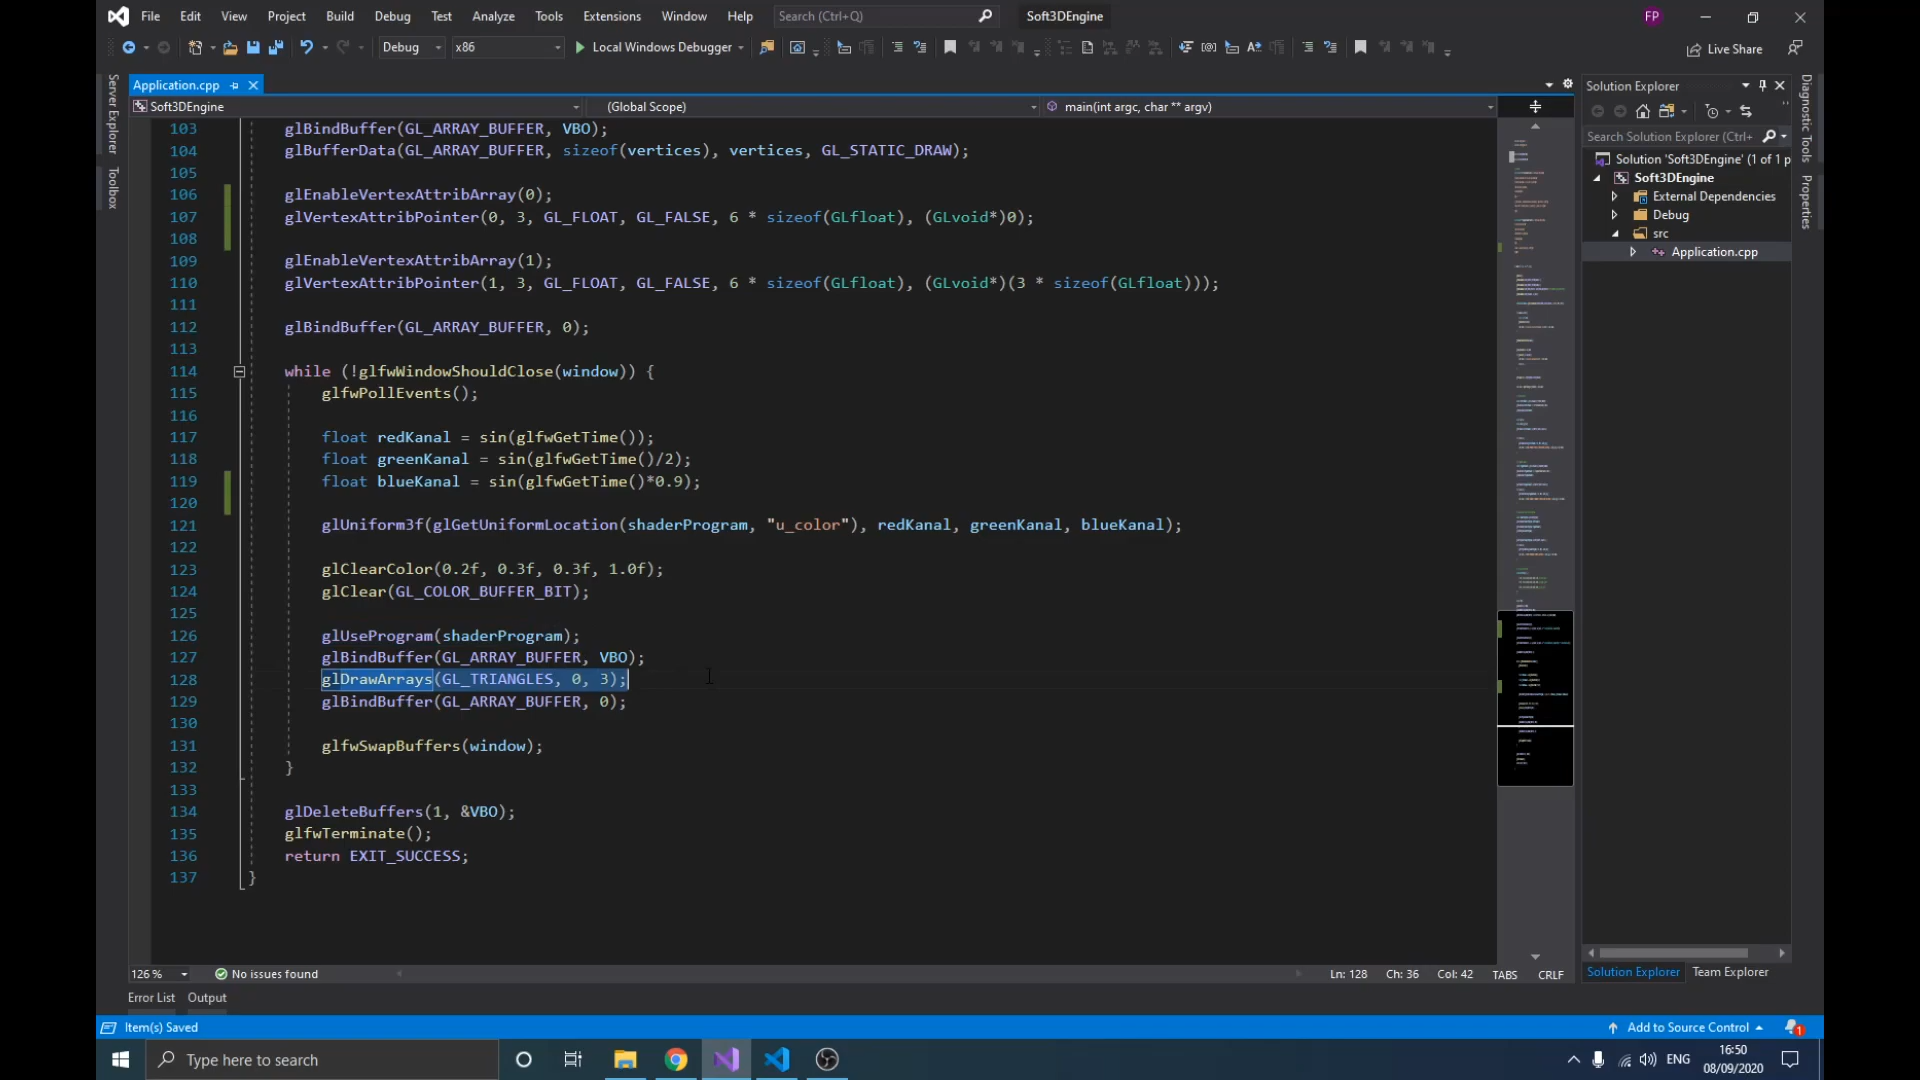 File Edit View Project Build Debug Test Analyze Tools Extensions Window Help Search (Ctrl+Q) Soft3DEngine FP
Debug x86 Local Windows Debugger Live Share
Server Explorer
Toolbox
Application.cpp
Soft3DEngine (Global Scope) main(int argc, char ** argv)
103 glBindBuffer(GL_ARRAY_BUFFER, VBO);
104 glBufferData(GL_ARRAY_BUFFER, sizeof(vertices), vertices, GL_STATIC_DRAW);
105
106 glEnableVertexAttribArray(0);
107 glVertexAttribPointer(0, 3, GL_FLOAT, GL_FALSE, 6 * sizeof(GLfloat), (GLvoid*)0);
108
109 glEnableVertexAttribArray(1);
110 glVertexAttribPointer(1, 3, GL_FLOAT, GL_FALSE, 6 * sizeof(GLfloat), (GLvoid*)(3 * sizeof(GLfloat)));
111
112 glBindBuffer(GL_ARRAY_BUFFER, 0);
113
114 while (!glfwWindowShouldClose(window)) {
115 glfwPollEvents();
116
117 float redKanal = sin(glfwGetTime());
118 float greenKanal = sin(glfwGetTime()/2);
119 float blueKanal = sin(glfwGetTime()*0.9);
120
121 glUniform3f(glGetUniformLocation(shaderProgram, "u_color"), redKanal, greenKanal, blueKanal);
122
123 glClearColor(0.2f, 0.3f, 0.3f, 1.0f);
124 glClear(GL_COLOR_BUFFER_BIT);
125
126 glUseProgram(shaderProgram);
127 glBindBuffer(GL_ARRAY_BUFFER, VBO);
128 glDrawArrays(GL_TRIANGLES, 0, 3);
129 glBindBuffer(GL_ARRAY_BUFFER, 0);
130
131 glfwSwapBuffers(window);
132 }
133
134 glDeleteBuffers(1, &VBO);
135 glfwTerminate();
136 return EXIT_SUCCESS;
137 }
126 % No issues found Ln: 128 Ch: 36 Col: 42 TABS CRLF
Solution Explorer
Search Solution Explorer (Ctrl+
Solution 'Soft3DEngine' (1 of 1 p
Soft3DEngine
External Dependencies
Debug
src
Application.cpp
Solution Explorer Team Explorer
Diagnostic Tools
Properties
Error List Output
Item(s) Saved Add to Source Control 1
Type here to search ENG 16:50
08/09/2020